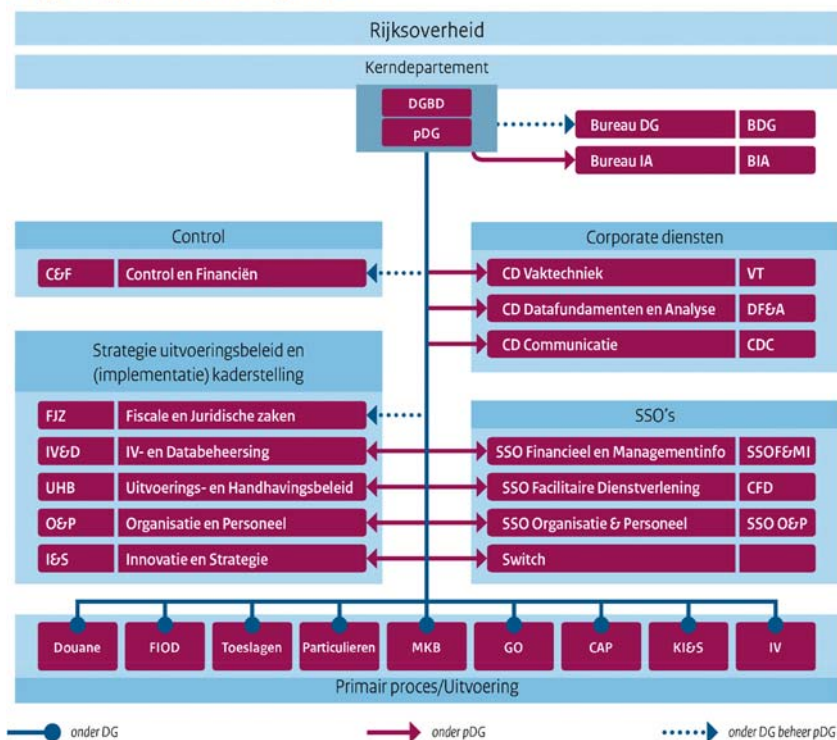 Rijksoverheid
Kerndepartement
DGBD
pDG
Bureau DG BDG
Bureau IA BIA
Control
C&F Control en Financiën
Corporate diensten
CD Vaktechniek VT
CD Datafundamenten en Analyse DF&A
CD Communicatie CDC
Strategie uitvoeringsbeleid en
(implementatie) kaderstelling
FJZ Fiscale en Juridische zaken
IV&D IV- en Databeheersing
UHB Uitvoerings- en Handhavingsbeleid
O&P Organisatie en Personeel
I&S Innovatie en Strategie
SSO's
SSO Financieel en Managementinfo SSOF&MI
SSO Facilitaire Dienstverlening CFD
SSO Organisatie & Personeel SSO O&P
Switch
Douane FIOD Toeslagen Particulieren MKB GO CAP KI&S IV
Primair proces/Uitvoering
onder DG onder pDG onder DG beheer pDG